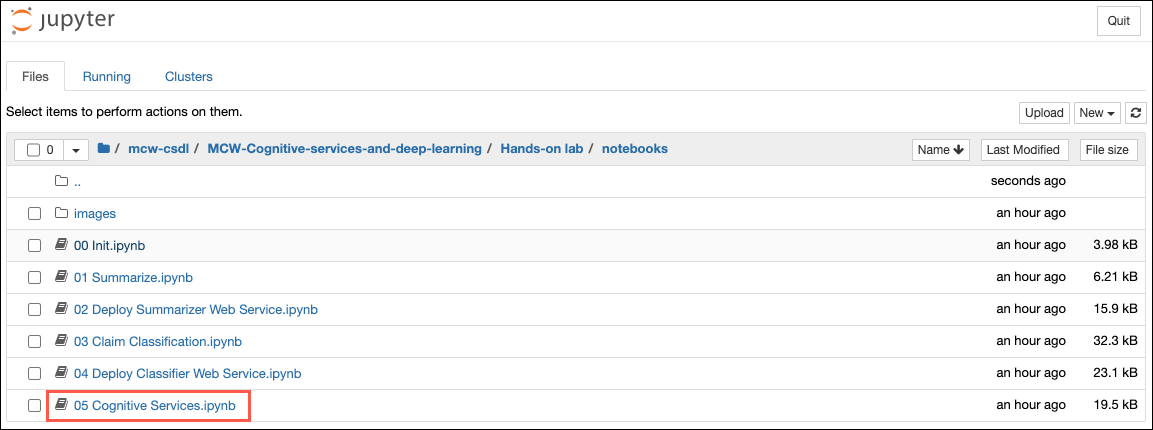 jupyter
Quit
Files Running Clusters
Select items to perform actions on them.
Upload New
0 / mcw-csdl / MCW-Cognitive-services-and-deep-learning / Hands-on lab / notebooks Name Last Modified File size
.. seconds ago
images an hour ago
00 Init.ipynb an hour ago 3.98 kB
01 Summarize.ipynb an hour ago 6.21 kB
02 Deploy Summarizer Web Service.ipynb an hour ago 15.9 kB
03 Claim Classification.ipynb an hour ago 32.3 kB
04 Deploy Classifier Web Service.ipynb an hour ago 23.1 kB
05 Cognitive Services.ipynb an hour ago 19.5 kB